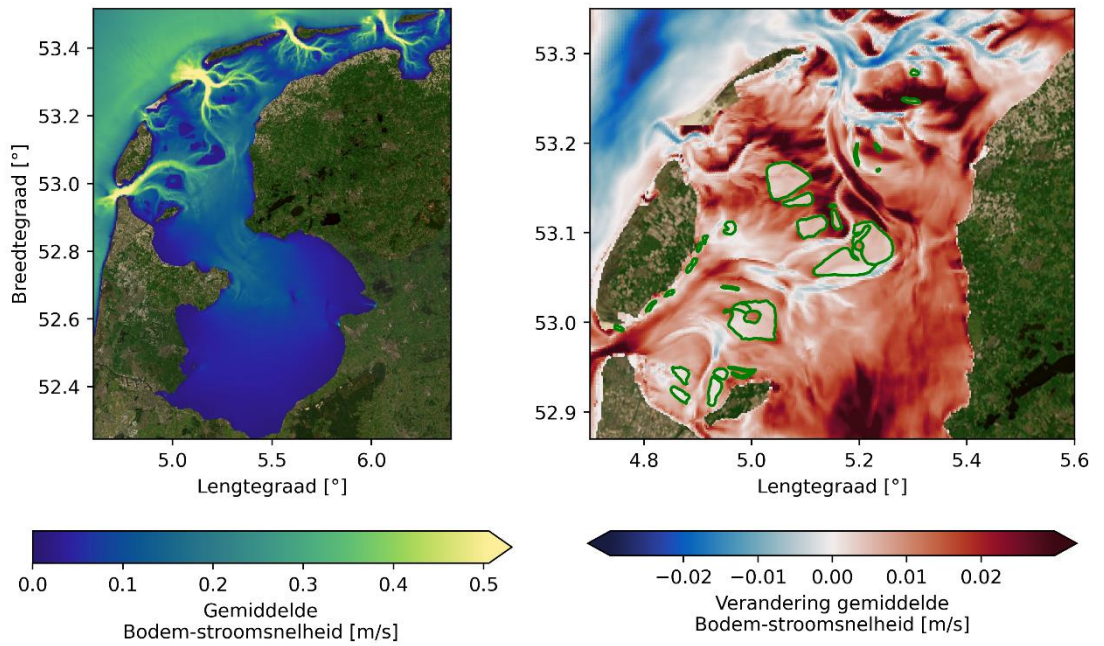 53.4
53.2
53.0
52.8
52.6
52.4
Breedtegraad [°]
5.0 5.5 6.0
Lengtegraad [°]
0.0 0.1 0.2 0.3 0.4 0.5
Gemiddelde
Bodem-stroomsnelheid [m/s]
53.3
53.2
53.1
53.0
52.9
4.8 5.0 5.2 5.4 5.6
Lengtegraad [°]
−0.02 −0.01 0.00 0.01 0.02
Verandering gemiddelde
Bodem-stroomsnelheid [m/s]